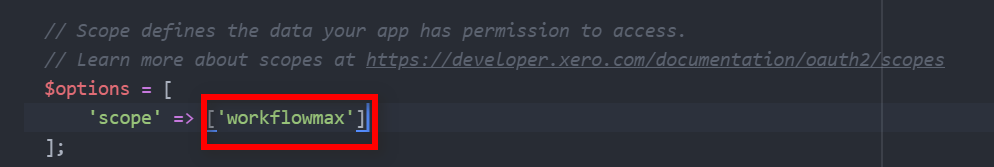 // Scope defines the data your app has permission to access.
// Learn more about scopes at https://developer.xero.com/documentation/oauth2/scopes
$options = [
'scope' => ['workflowmax']
];